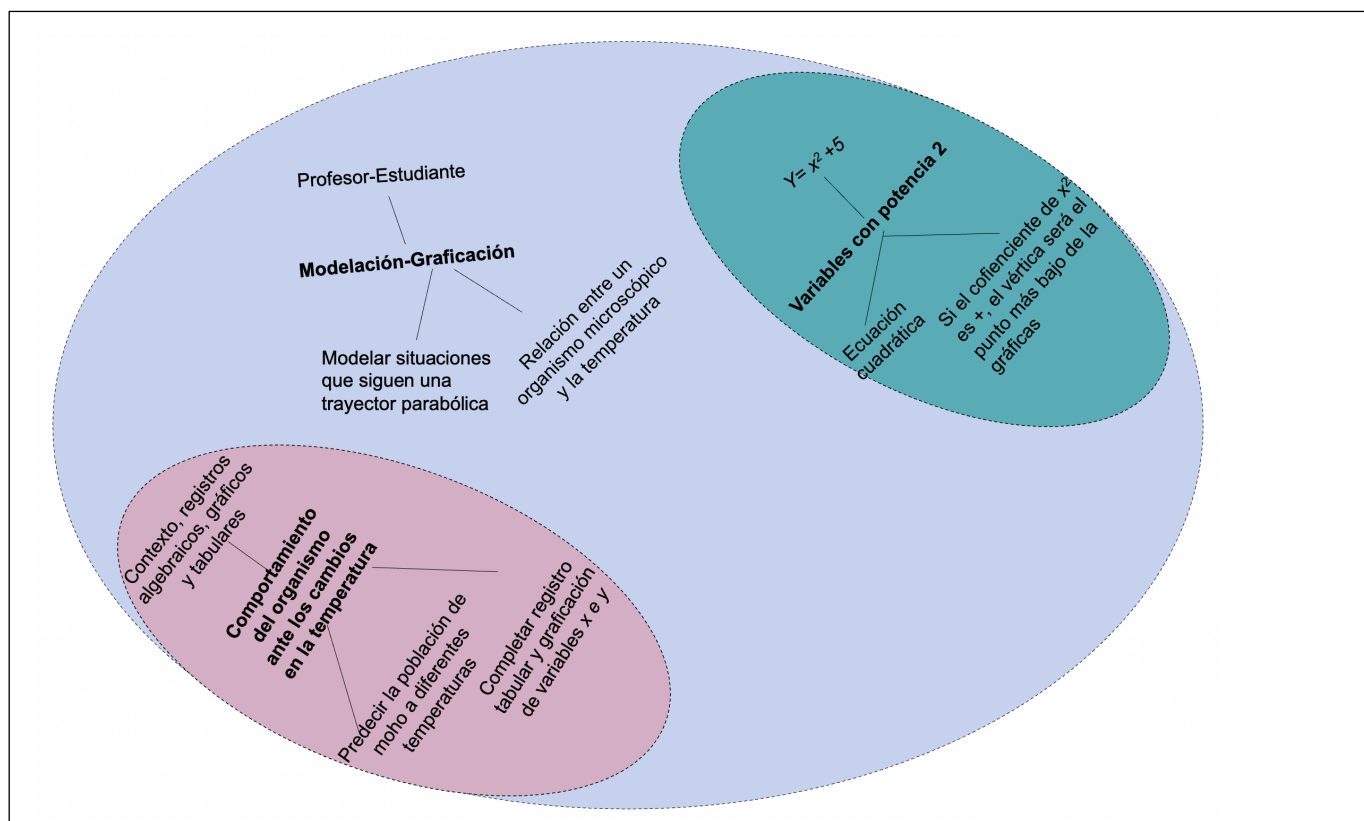 Profesor-Estudiante
Modelación-Graficación
Modelar situaciones
que siguen una
trayector parabólica
Relación entre un
organismo microscópico
y la temperatura
Y= x² +5
Variables con potencia 2
Ecuación
cuadrática
Si el cofienciente de x²
es +, el vértica será el
punto más bajo de la
gráficas
Contexto, registros
algebraicos, gráficos
y tabulares
Comportamiento
del organismo
ante los cambios
en la temperatura
Predecir la población de
moho a diferentes
temperaturas
Completar registro
tabular y graficación
de variables x e y